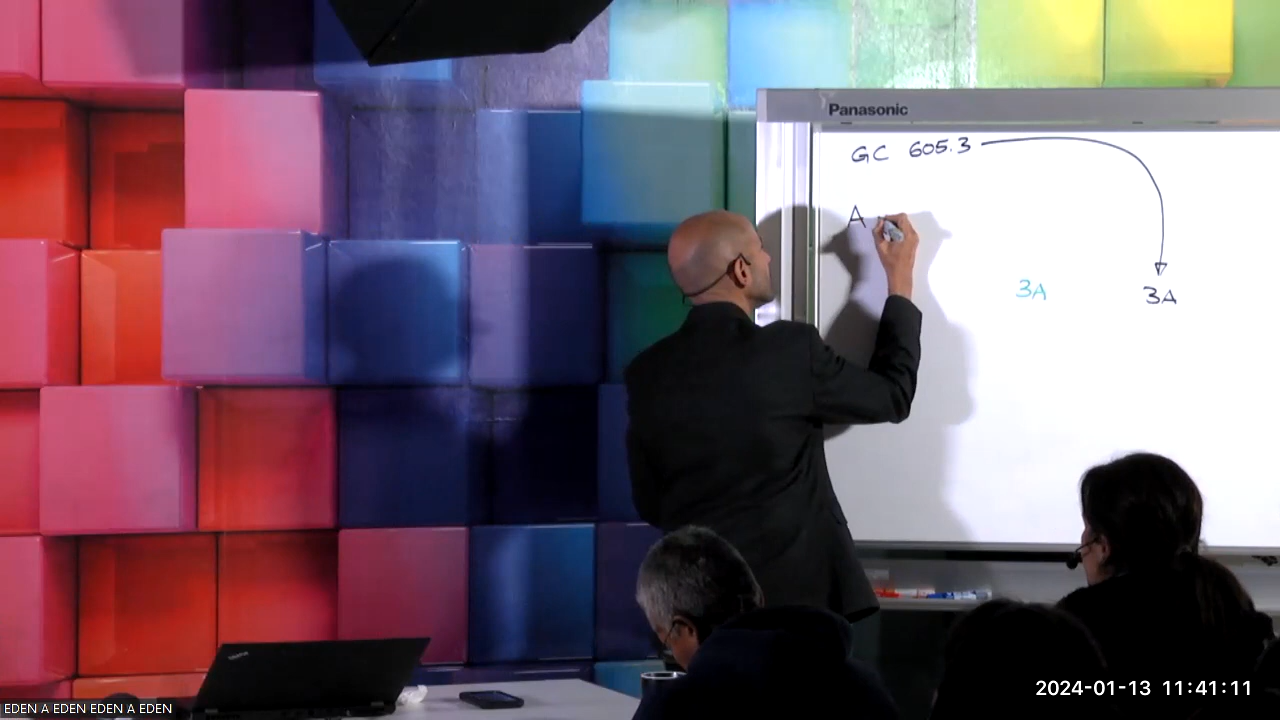 Panasonic
GC 605.3
A
3A 3A
2024-01-13 11:41:11
EDEN A EDEN EDEN A EDEN